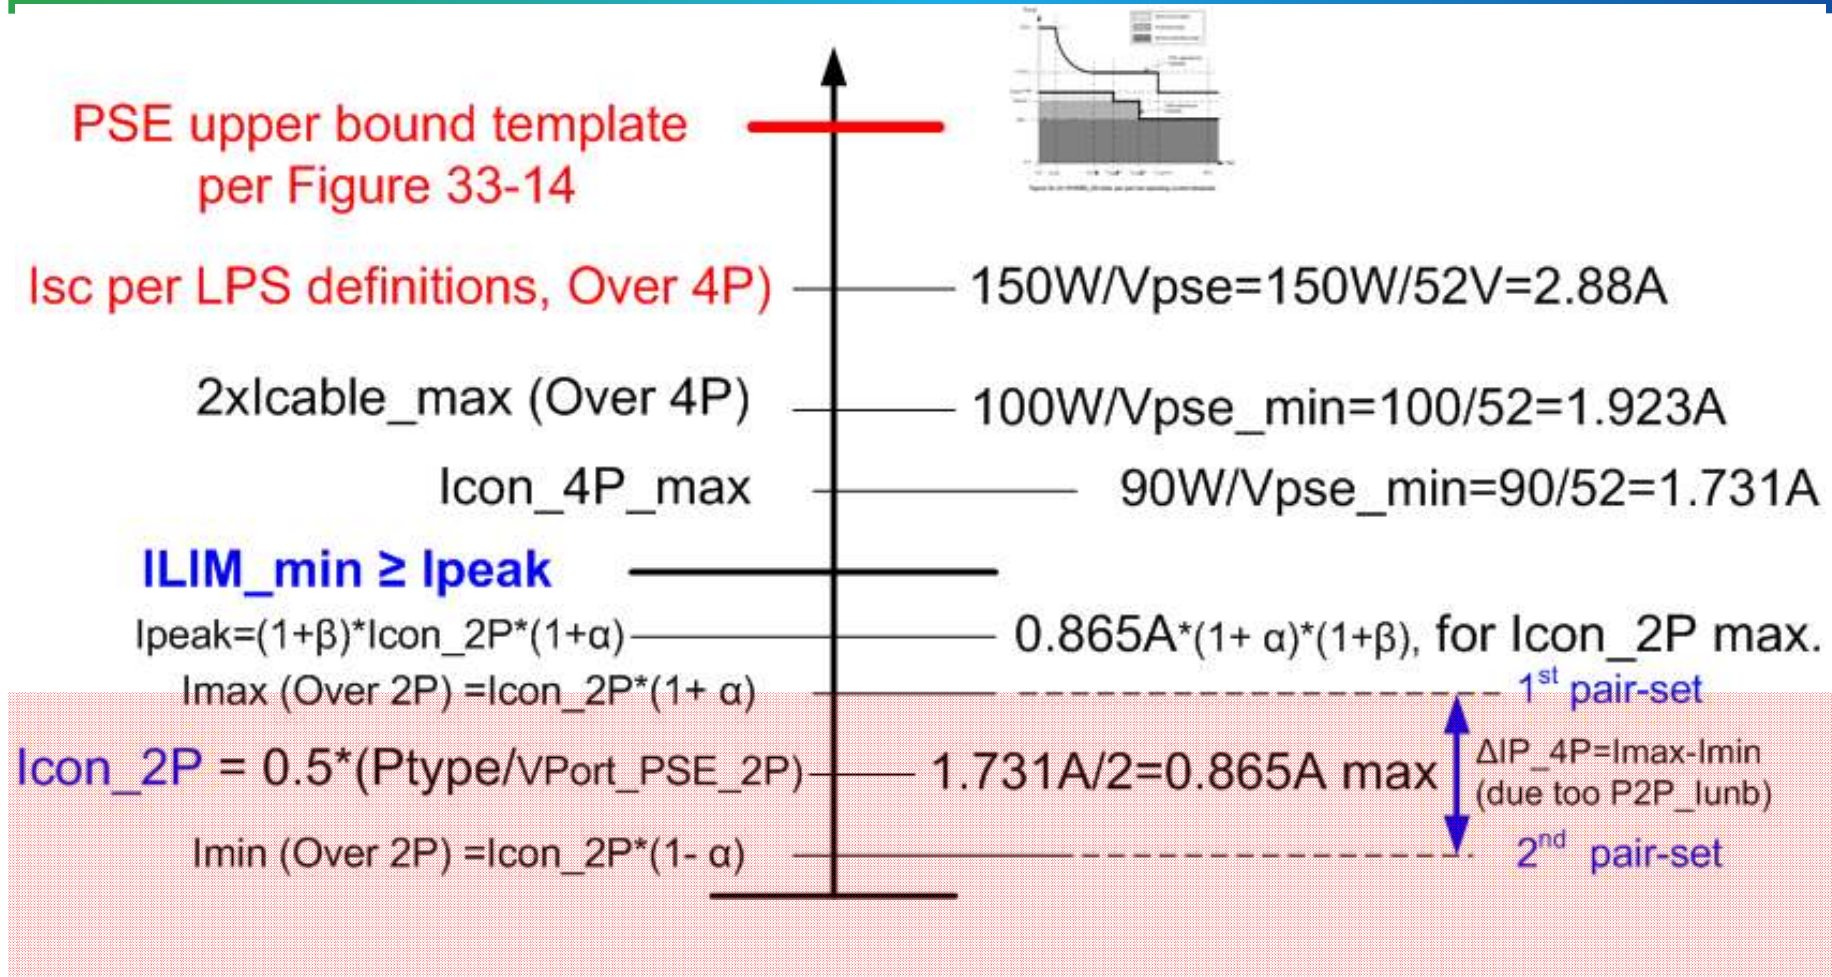 PSE upper bound template
per Figure 33-14
Isc per LPS definitions, Over 4P)
150W/Vpse=150W/52V=2.88A
2xIcable_max (Over 4P)
100W/Vpse_min=100/52=1.923A
Icon_4P_max
90W/Vpse_min=90/52=1.731A
ILIM_min ≥ Ipeak
Ipeak=(1+β)*Icon_2P*(1+α)
0.865A*(1+ α)*(1+β), for Icon_2P max.
Imax (Over 2P) =Icon_2P*(1+ α)
1st pair-set
Icon_2P = 0.5*(Ptype/VPort_PSE_2P)
1.731A/2=0.865A max
ΔIP_4P=Imax-Imin
(due too P2P_Iunb)
Imin (Over 2P) =Icon_2P*(1- α)
2nd pair-set